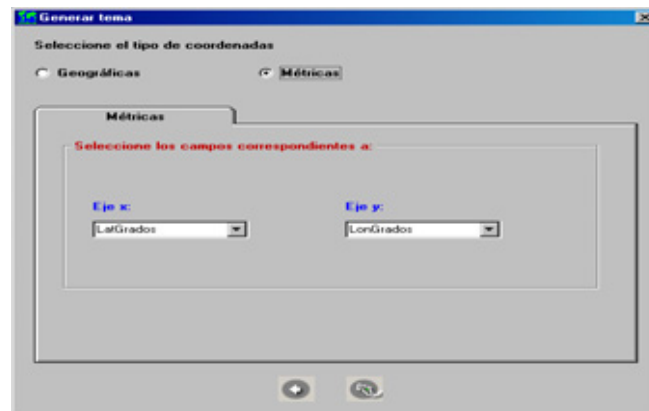 Generar tema
Seleccione el tipo de coordenadas
Geográficas Métricas
Métricas
Seleccione los campos correspondientes a:
Eje x: Eje y:
LatGrados LonGrados